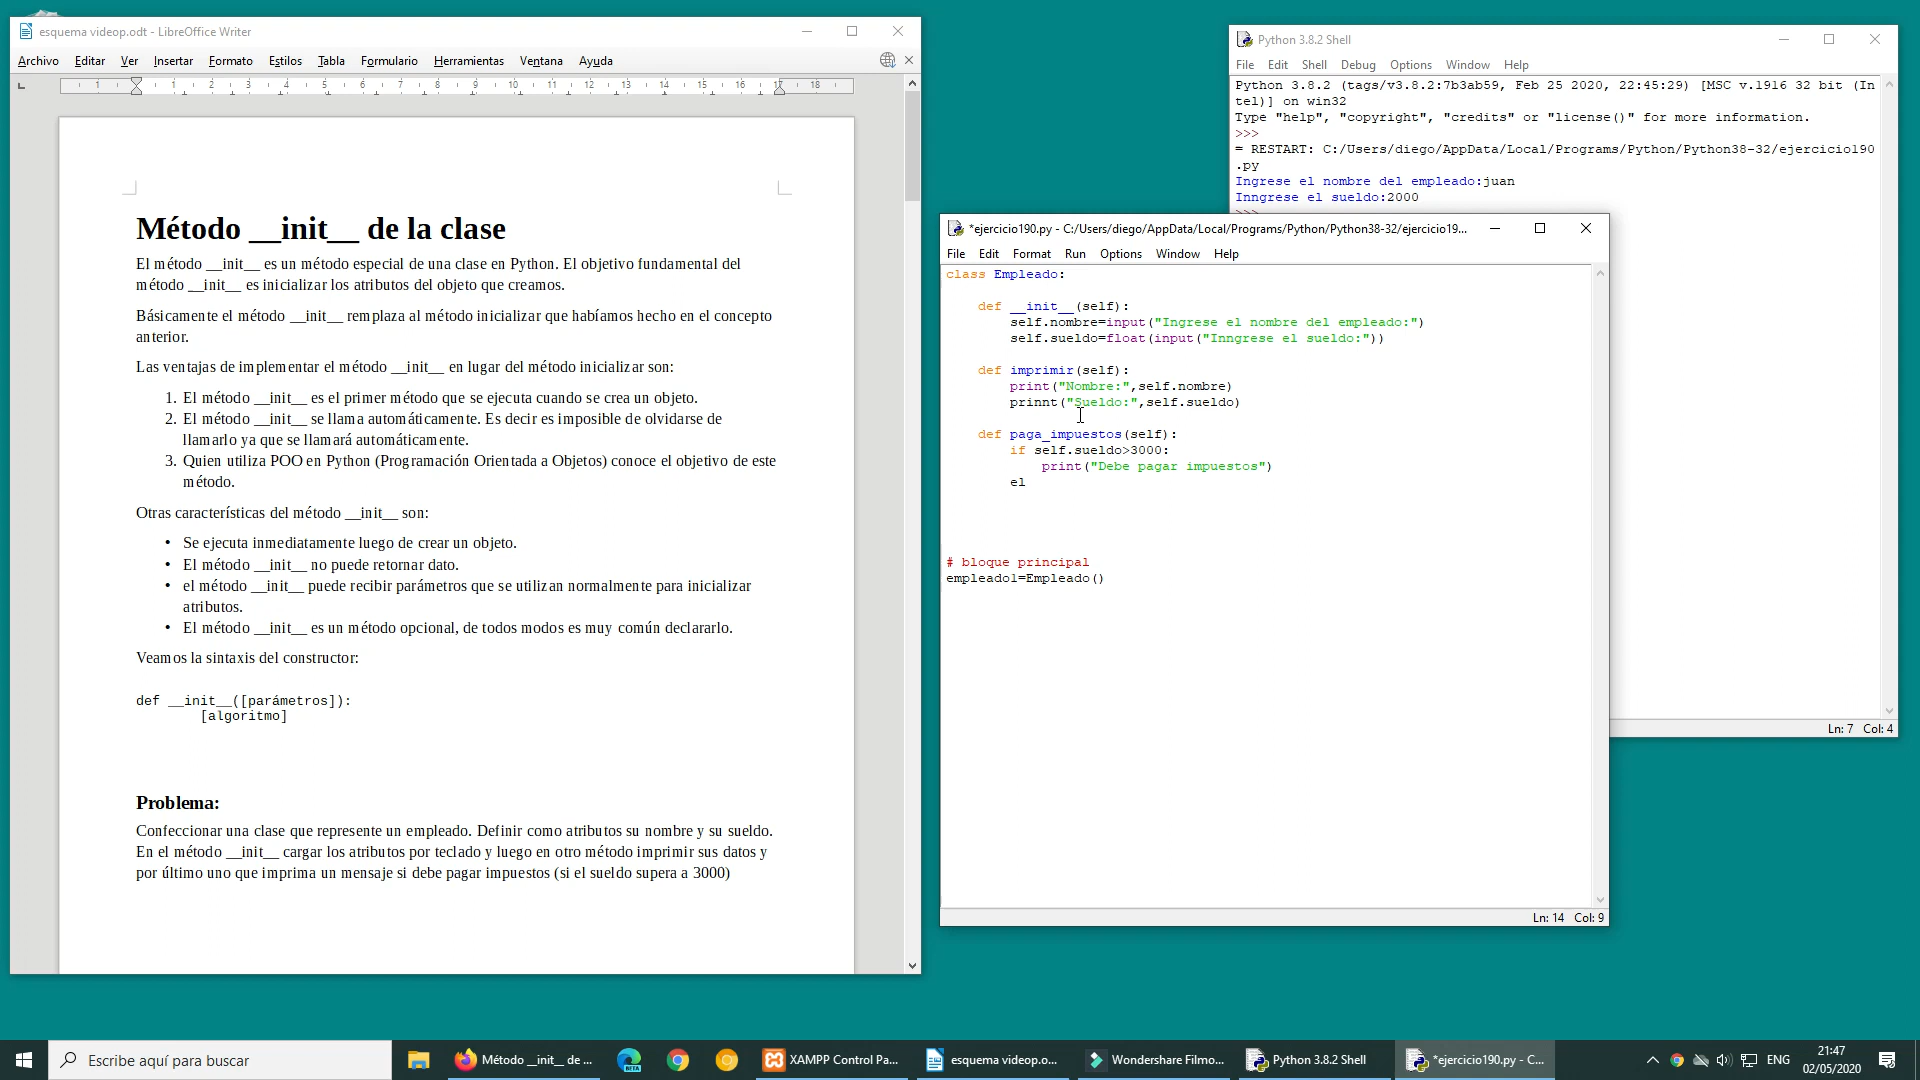 esquema videop.odt - LibreOffice Writer
Archivo Editar Ver Insertar Formato Estilos Tabla Formulario Herramientas Ventana Ayuda
1 1 2 3 4 5 6 7 8 9 10 11 12 13 14 15 16 17 18
Método __init__ de la clase
El método __init__ es un método especial de una clase en Python. El objetivo fundamental del
método __init__ es inicializar los atributos del objeto que creamos.
Básicamente el método __init__ remplaza al método inicializar que habíamos hecho en el concepto
anterior.
Las ventajas de implementar el método __init__ en lugar del método inicializar son:
1. El método __init__ es el primer método que se ejecuta cuando se crea un objeto.
2. El método __init__ se llama automáticamente. Es decir es imposible de olvidarse de
llamarlo ya que se llamará automáticamente.
3. Quien utiliza POO en Python (Programación Orientada a Objetos) conoce el objetivo de este
método.
Otras características del método __init__ son:
• Se ejecuta inmediatamente luego de crear un objeto.
• El método __init__ no puede retornar dato.
• el método __init__ puede recibir parámetros que se utilizan normalmente para inicializar
atributos.
• El método __init__ es un método opcional, de todos modos es muy común declararlo.
Veamos la sintaxis del constructor:
def __init__([parámetros]):
[algoritmo]
Problema:
Confeccionar una clase que represente un empleado. Definir como atributos su nombre y su sueldo.
En el método __init__ cargar los atributos por teclado y luego en otro método imprimir sus datos y
por último uno que imprima un mensaje si debe pagar impuestos (si el sueldo supera a 3000)
Python 3.8.2 Shell
File Edit Shell Debug Options Window Help
Python 3.8.2 (tags/v3.8.2:7b3ab59, Feb 25 2020, 22:45:29) [MSC v.1916 32 bit (In
tel)] on win32
Type "help", "copyright", "credits" or "license()" for more information.
>>>
= RESTART: C:/Users/diego/AppData/Local/Programs/Python/Python38-32/ejercicio190
.py
Ingrese el nombre del empleado:juan
Inngrese el sueldo:2000
>>>
Ln: 7 Col: 4
*ejercicio190.py - C:/Users/diego/AppData/Local/Programs/Python/Python38-32/ejercicio19...
File Edit Format Run Options Window Help
class Empleado:
def __init__(self):
self.nombre=input("Ingrese el nombre del empleado:")
self.sueldo=float(input("Inngrese el sueldo:"))
def imprimir(self):
print("Nombre:",self.nombre)
prinnt("Sueldo:",self.sueldo)
def paga_impuestos(self):
if self.sueldo>3000:
print("Debe pagar impuestos")
el
# bloque principal
empleado1=Empleado()
Ln: 14 Col: 9
Escribe aquí para buscar
BETA
Método __init__ de ...
XAMPP Control Pa...
esquema videop.o...
Wondershare Filmo...
Python 3.8.2 Shell
*ejercicio190.py - C...
ENG
21:47
02/05/2020